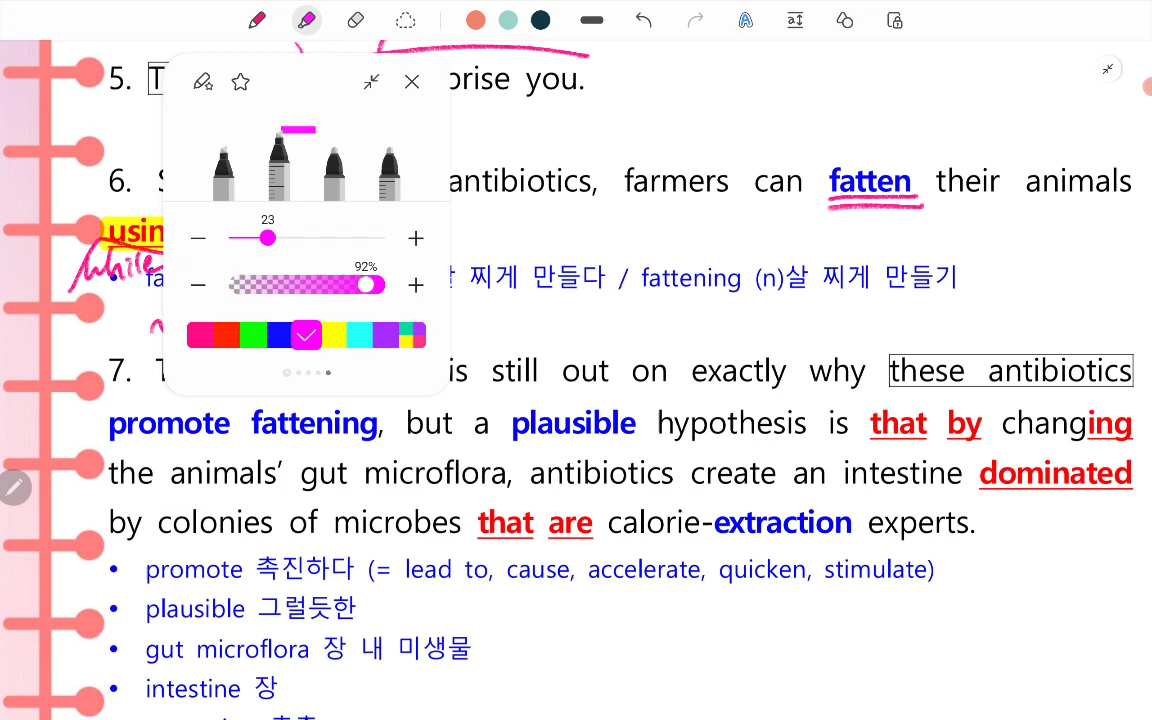 5. T prise you.
6. S antibiotics, farmers can fatten their animals
usin
while
fa 살 찌게 만들다 / fattening (n)살 찌게 만들기
23
92%
7. T is still out on exactly why these antibiotics
promote fattening, but a plausible hypothesis is that by changing
the animals’ gut microflora, antibiotics create an intestine dominated
by colonies of microbes that are calorie-extraction experts.
• promote 촉진하다 (= lead to, cause, accelerate, quicken, stimulate)
• plausible 그럴듯한
• gut microflora 장 내 미생물
• intestine 장